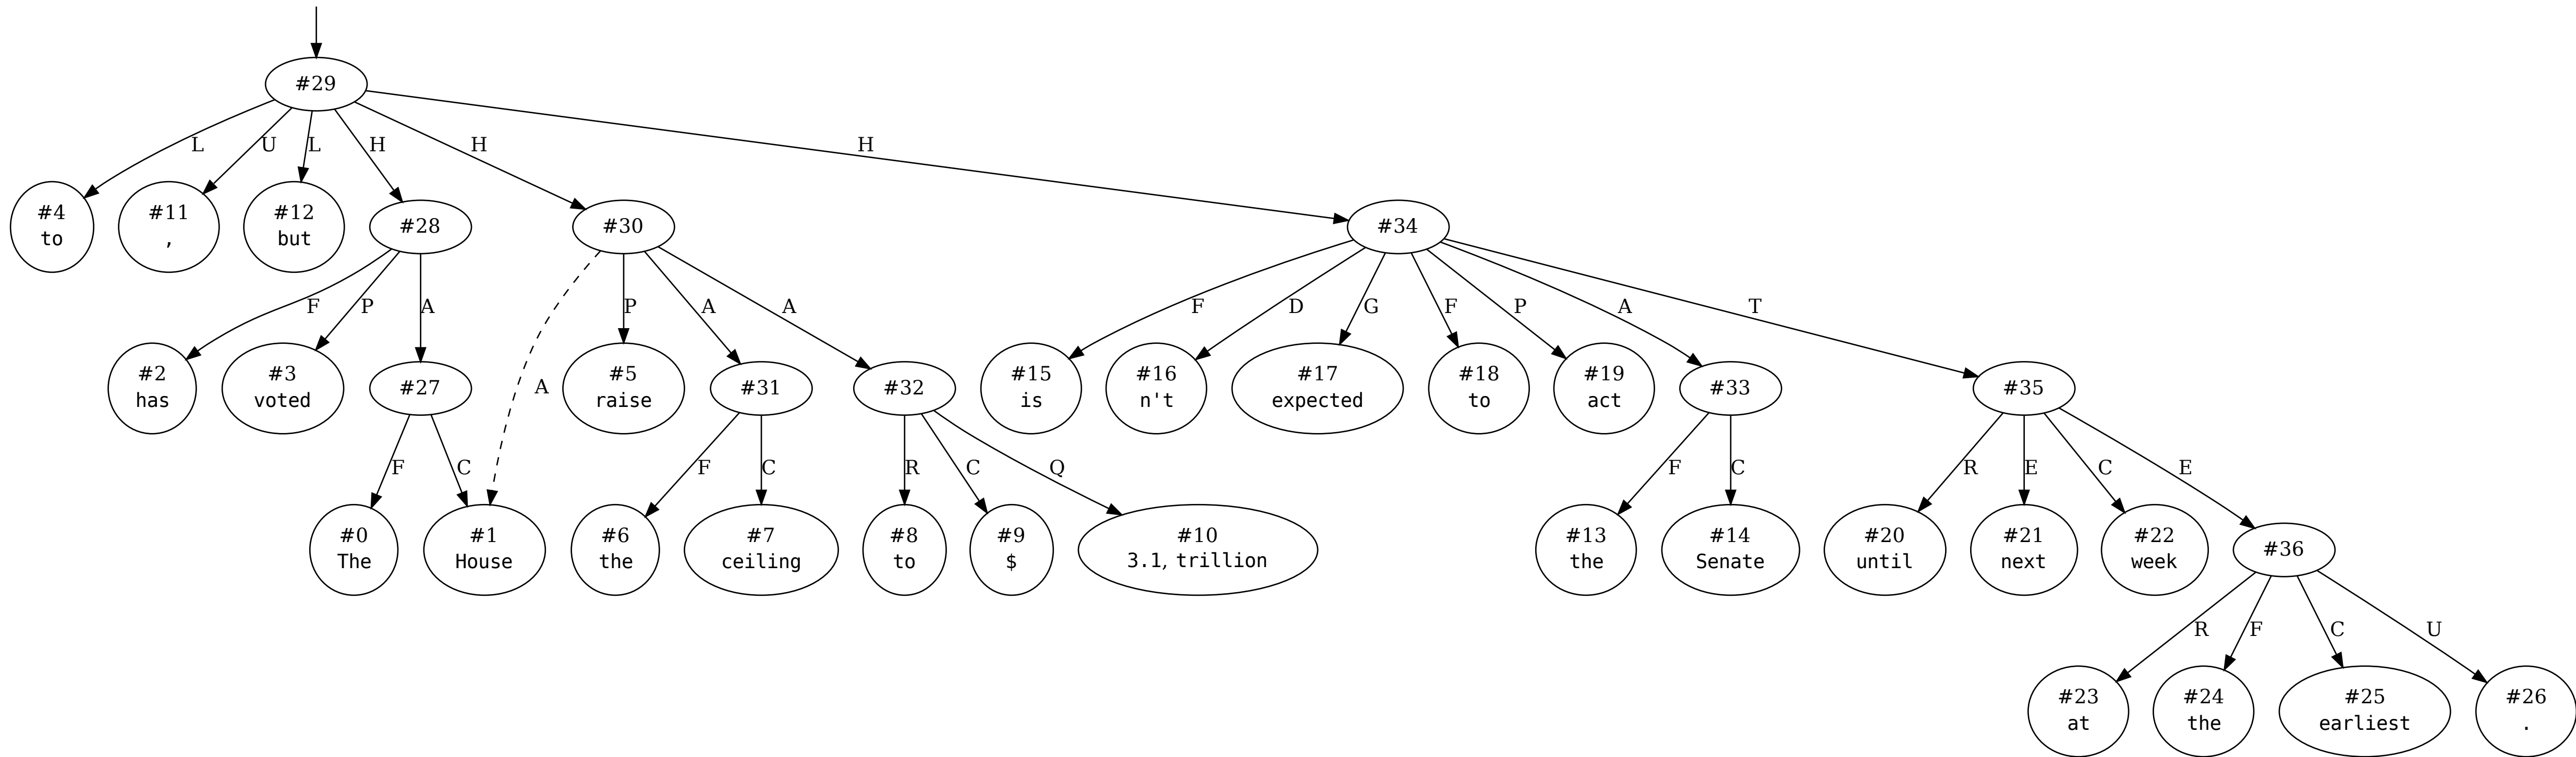 #29
L U L H H H
#4 #11 #12 #28 #30 #34
to , but
F P A A P A A F D G F P A T
#2 #3 #27 #5 #31 #32 #15 #16 #17 #18 #19 #33 #35
has voted raise is n't expected to act
F C F C R C Q F C R E C E
#0 #1 #6 #7 #8 #9 #10 #13 #14 #20 #21 #22 #36
The House the ceiling to $ 3.1, trillion the Senate until next week
R F C U
#23 #24 #25 #26
at the earliest .